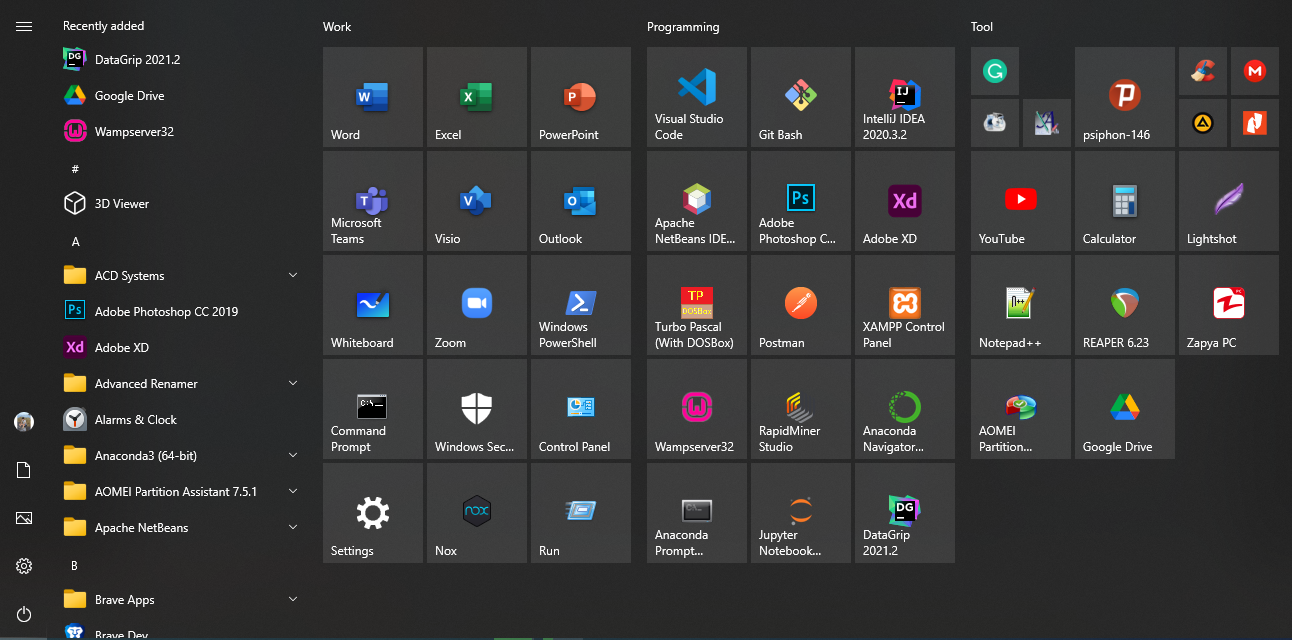 Recently added
DataGrip 2021.2
Google Drive
Wampserver32
#
3D Viewer
A
ACD Systems
Adobe Photoshop CC 2019
Adobe XD
Advanced Renamer
Alarms & Clock
Anaconda3 (64-bit)
AOMEI Partition Assistant 7.5.1
Apache NetBeans
B
Brave Apps
Brave Dev
Work
Word
Excel
PowerPoint
Microsoft
Teams
Visio
Outlook
Whiteboard
Zoom
Windows
PowerShell
Command
Prompt
Windows Sec...
Control Panel
Settings
nox
Nox
Run
Programming
Visual Studio
Code
Git Bash
IntelliJ IDEA
2020.3.2
Apache
NetBeans IDE...
Adobe
Photoshop C...
Adobe XD
TP
DOSBox
Turbo Pascal
(With DOSBox)
Postman
XAMPP Control
Panel
Wampserver32
RapidMiner
Studio
Anaconda
Navigator...
Anaconda
Prompt...
Jupyter
Notebook...
DataGrip
2021.2
Tool
psiphon-146
YouTube
Calculator
Lightshot
Notepad++
REAPER 6.23
Zapya PC
AOMEI
Partition...
Google Drive